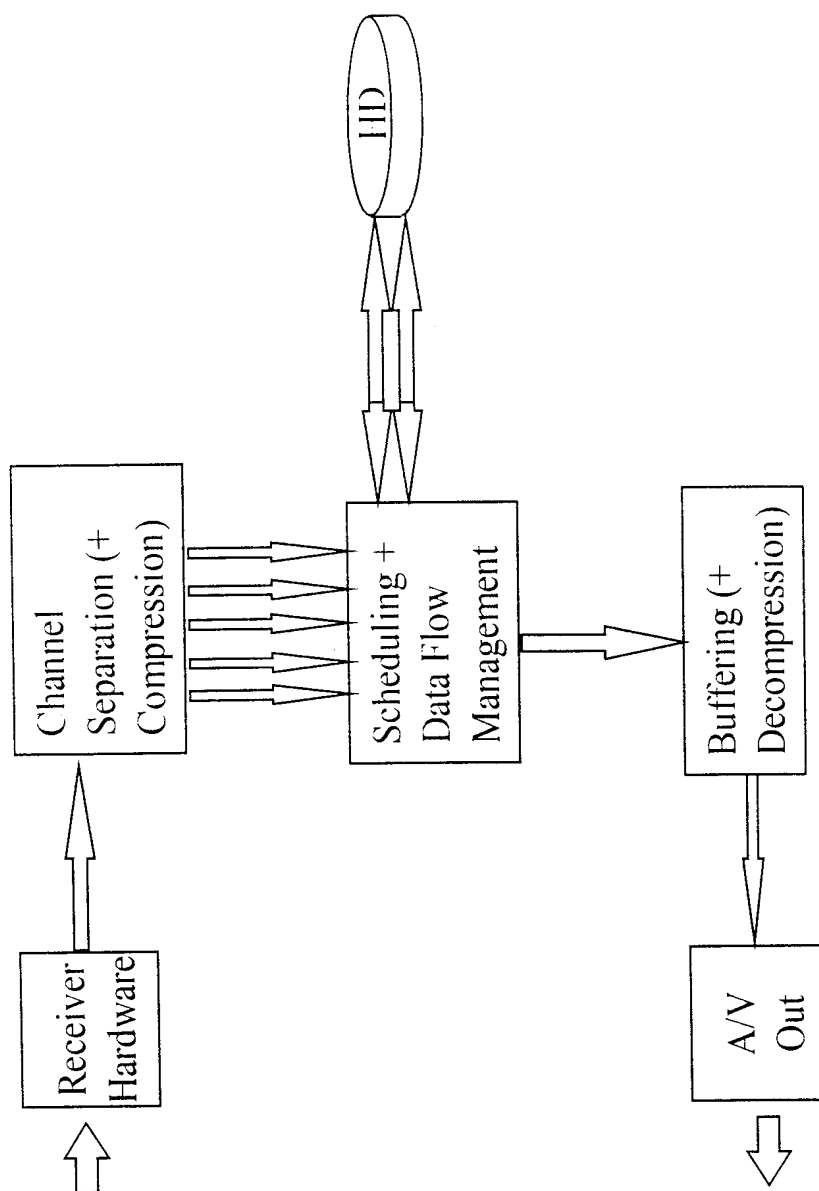 Receiver
Hardware
Channel
Separation (+
Compression)
Scheduling +
Data Flow
Management
HD
Buffering (+
Decompression)
A/V
Out